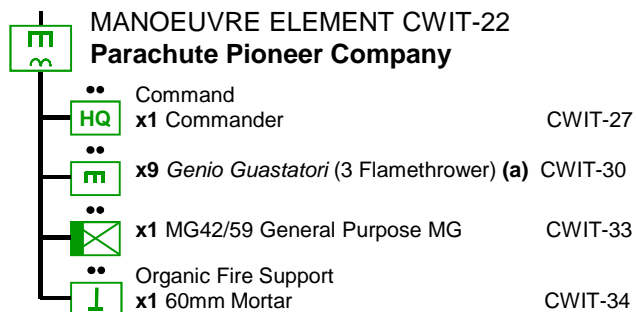 MANOEUVRE ELEMENT CWIT-22
Parachute Pioneer Company
Command
HQ x1 Commander CWIT-27
x9 Genio Guastatori (3 Flamethrower) (a) CWIT-30
x1 MG42/59 General Purpose MG CWIT-33
Organic Fire Support
x1 60mm Mortar CWIT-34